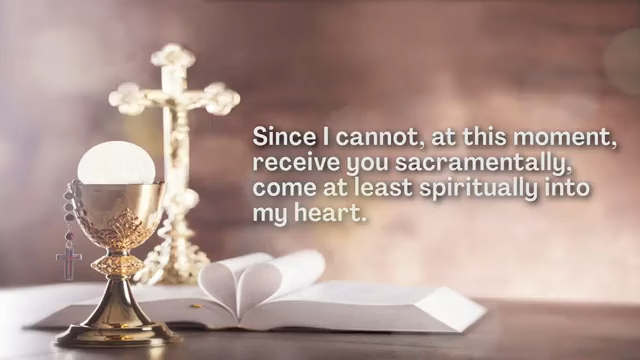 Since I cannot, at this moment,
receive you sacramentally,
come at least spiritually into
my heart.